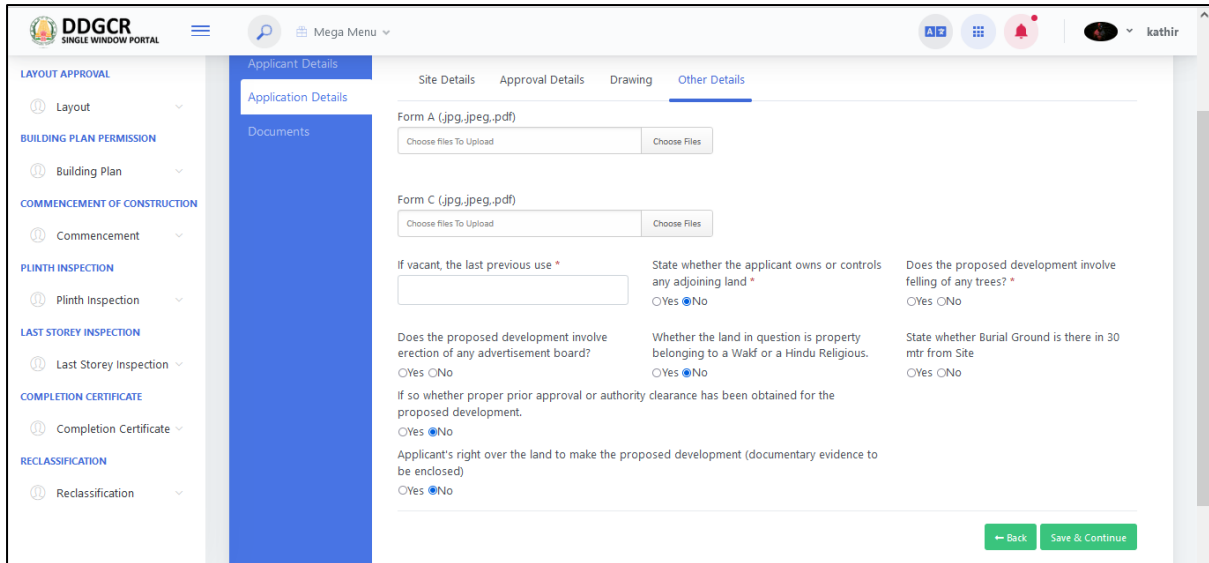 DDGCR
SINGLE WINDOW PORTAL
Mega Menu
kathir
LAYOUT APPROVAL
Layout
BUILDING PLAN PERMISSION
Building Plan
COMMENCEMENT OF CONSTRUCTION
Commencement
PLINTH INSPECTION
Plinth Inspection
LAST STOREY INSPECTION
Last Storey Inspection
COMPLETION CERTIFICATE
Completion Certificate
RECLASSIFICATION
Reclassification
Applicant Details
Application Details
Documents
Site Details Approval Details Drawing Other Details
Form A (.jpg,.jpeg,.pdf)
Choose files To Upload Choose Files
Form C (.jpg,.jpeg,.pdf)
Choose files To Upload Choose Files
If vacant, the last previous use *
State whether the applicant owns or controls
any adjoining land *
Yes No
Does the proposed development involve
felling of any trees? *
Yes No
Does the proposed development involve
erection of any advertisement board?
Yes No
Whether the land in question is property
belonging to a Wakf or a Hindu Religious.
Yes No
State whether Burial Ground is there in 30
mtr from Site
Yes No
If so whether proper prior approval or authority clearance has been obtained for the
proposed development.
Yes No
Applicant's right over the land to make the proposed development (documentary evidence to
be enclosed)
Yes No
← Back Save & Continue